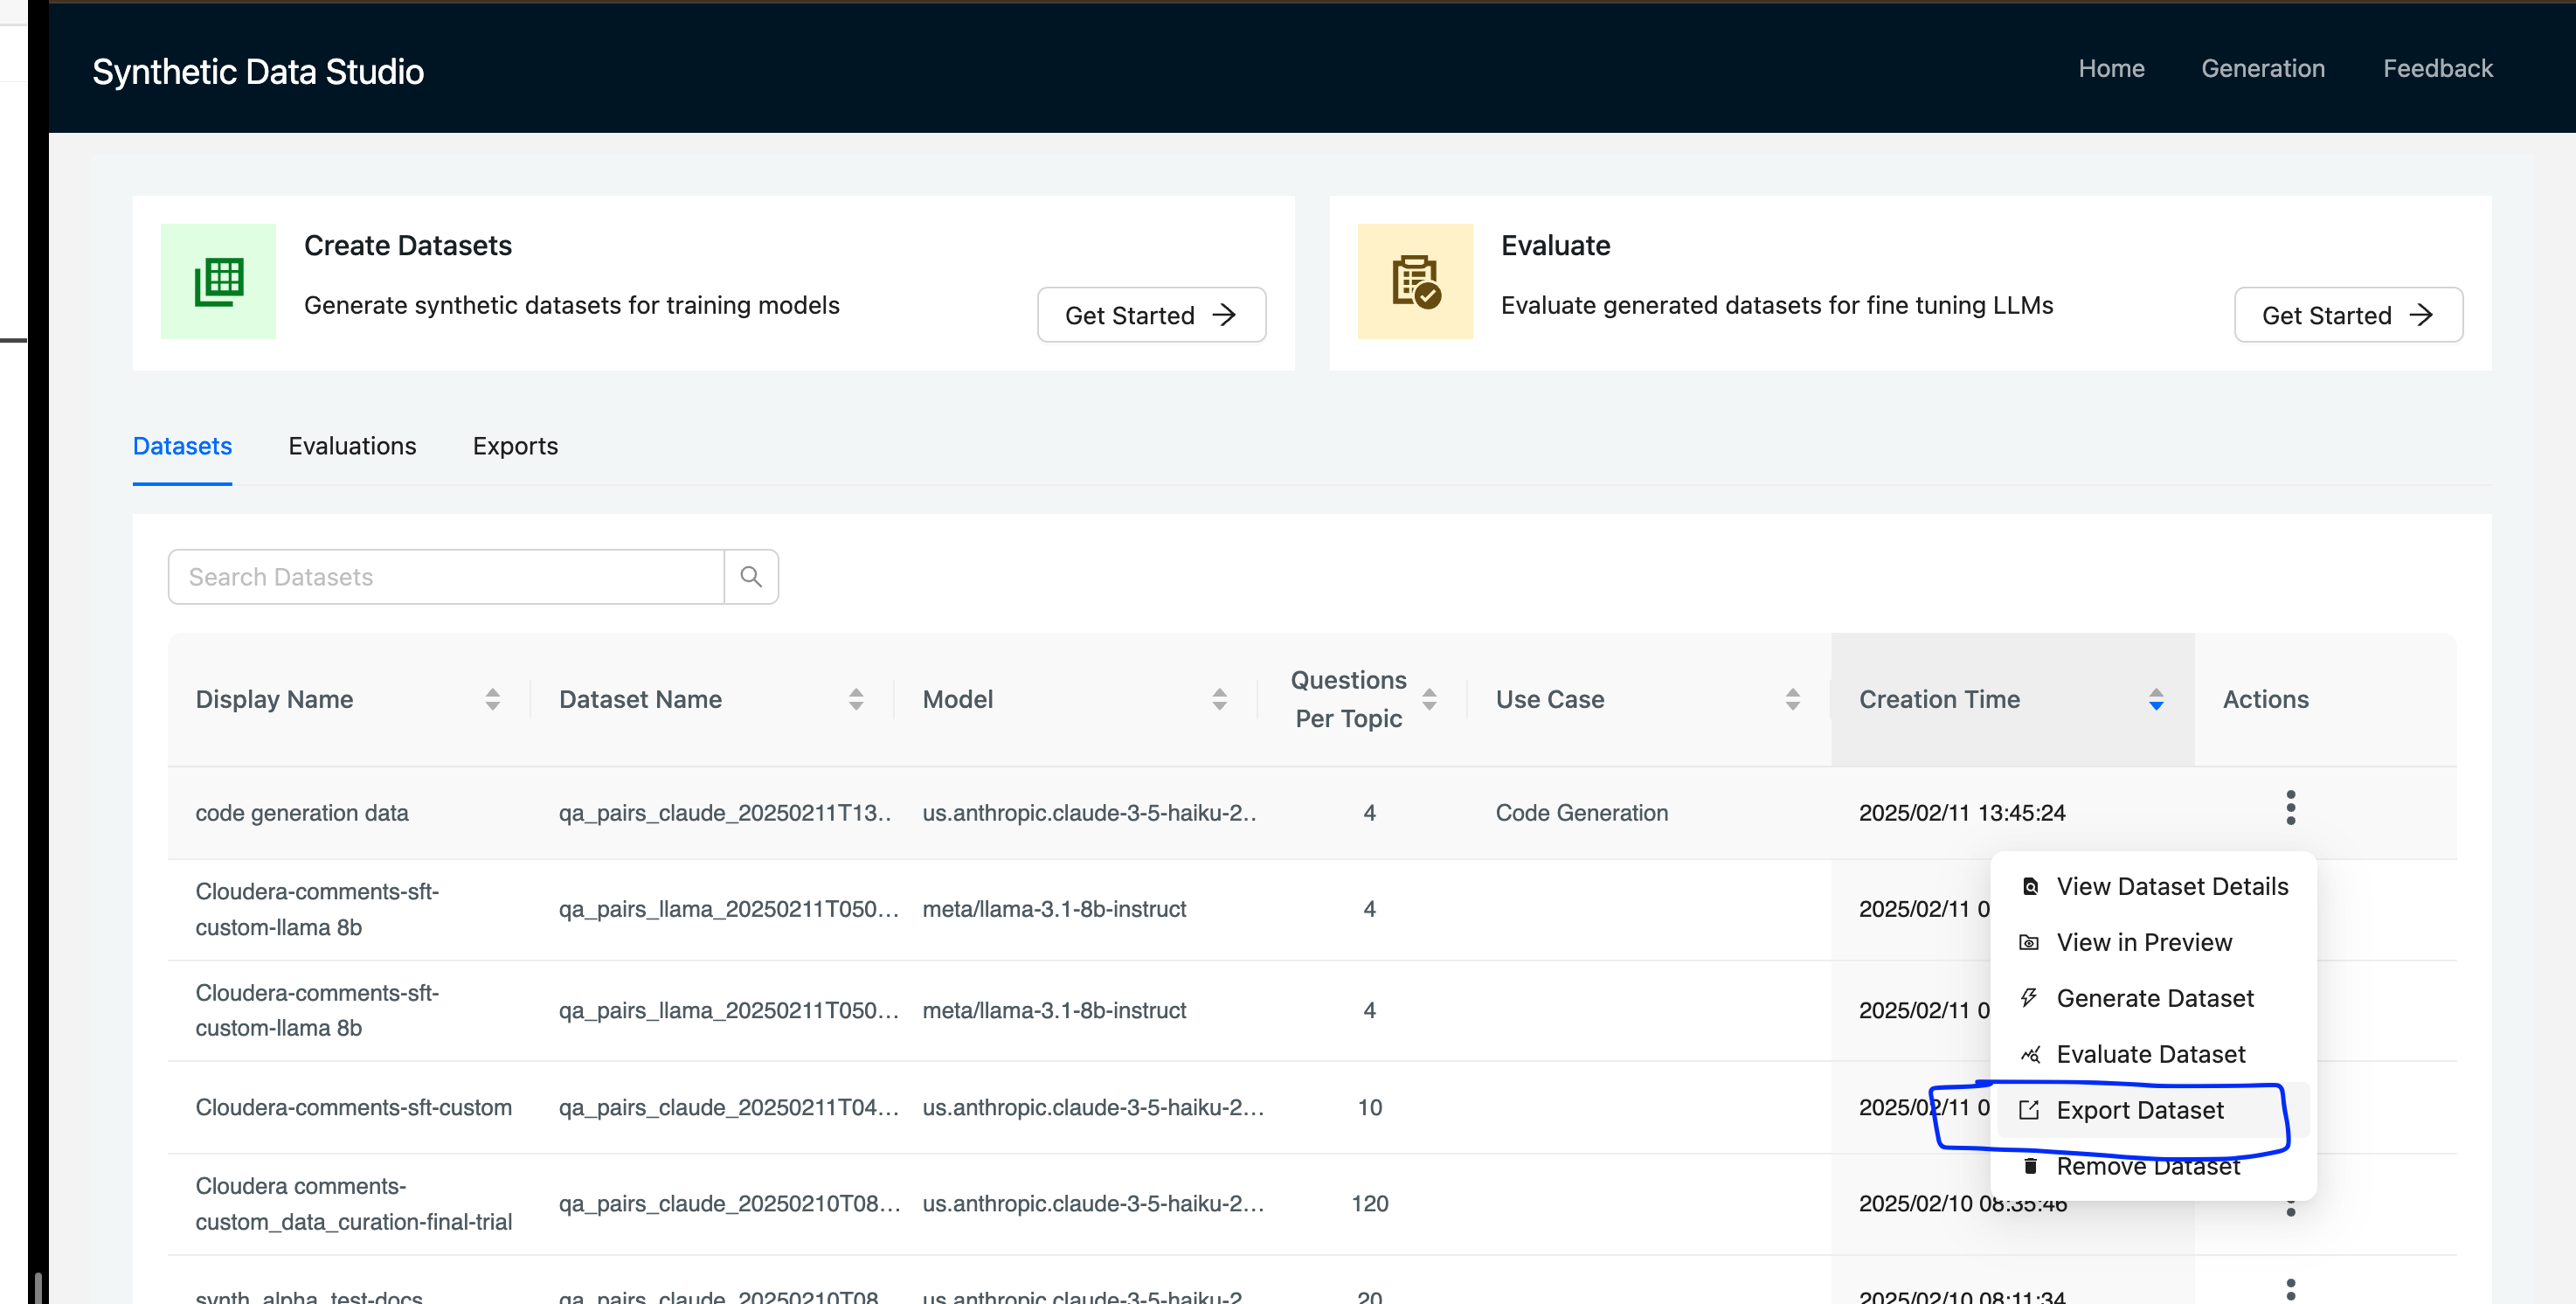 Synthetic Data Studio
Home Generation Feedback
Create Datasets
Generate synthetic datasets for training models
Get Started
Evaluate
Evaluate generated datasets for fine tuning LLMs
Get Started
Datasets Evaluations Exports
Search Datasets
Display Name Dataset Name Model Questions Per Topic Use Case Creation Time Actions
code generation data qa_pairs_claude_20250211T13... us.anthropic.claude-3-5-haiku-2... 4 Code Generation 2025/02/11 13:45:24
Cloudera-comments-sft-
custom-llama 8b
qa_pairs_llama_20250211T050... meta/llama-3.1-8b-instruct 4 2025/02/11 0
Cloudera-comments-sft-
custom-llama 8b
qa_pairs_llama_20250211T050... meta/llama-3.1-8b-instruct 4 2025/02/11 0
Cloudera-comments-sft-custom qa_pairs_claude_20250211T04... us.anthropic.claude-3-5-haiku-2... 10 2025/02/11 0
Cloudera comments-
custom_data_curation-final-trial
qa_pairs_claude_20250210T08... us.anthropic.claude-3-5-haiku-2... 120 2025/02/10 08:35:46
synth_alpha_test-docs qa_pairs_claude_20250210T08 us.anthropic.claude-3-5-haiku-2 20 2025/02/10 08:11:34
View Dataset Details
View in Preview
Generate Dataset
Evaluate Dataset
Export Dataset
Remove Dataset